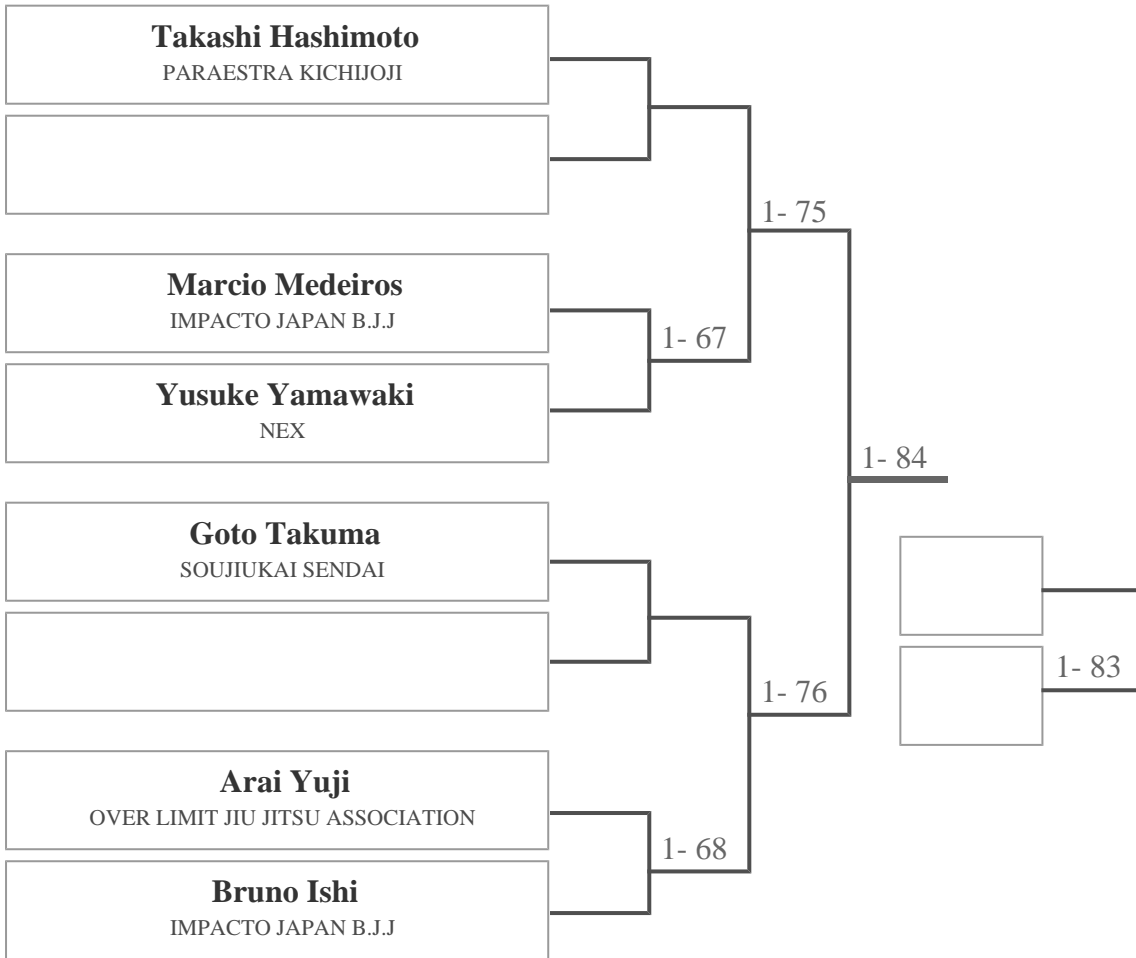 Takashi Hashimoto
PARAESTRA KICHIJOJI
1- 75
Marcio Medeiros
IMPACTO JAPAN B.J.J
1- 67
Yusuke Yamawaki
NEX
1- 84
Goto Takuma
SOUJIUKAI SENDAI
1- 83
1- 76
Arai Yuji
OVER LIMIT JIU JITSU ASSOCIATION
1- 68
Bruno Ishi
IMPACTO JAPAN B.J.J